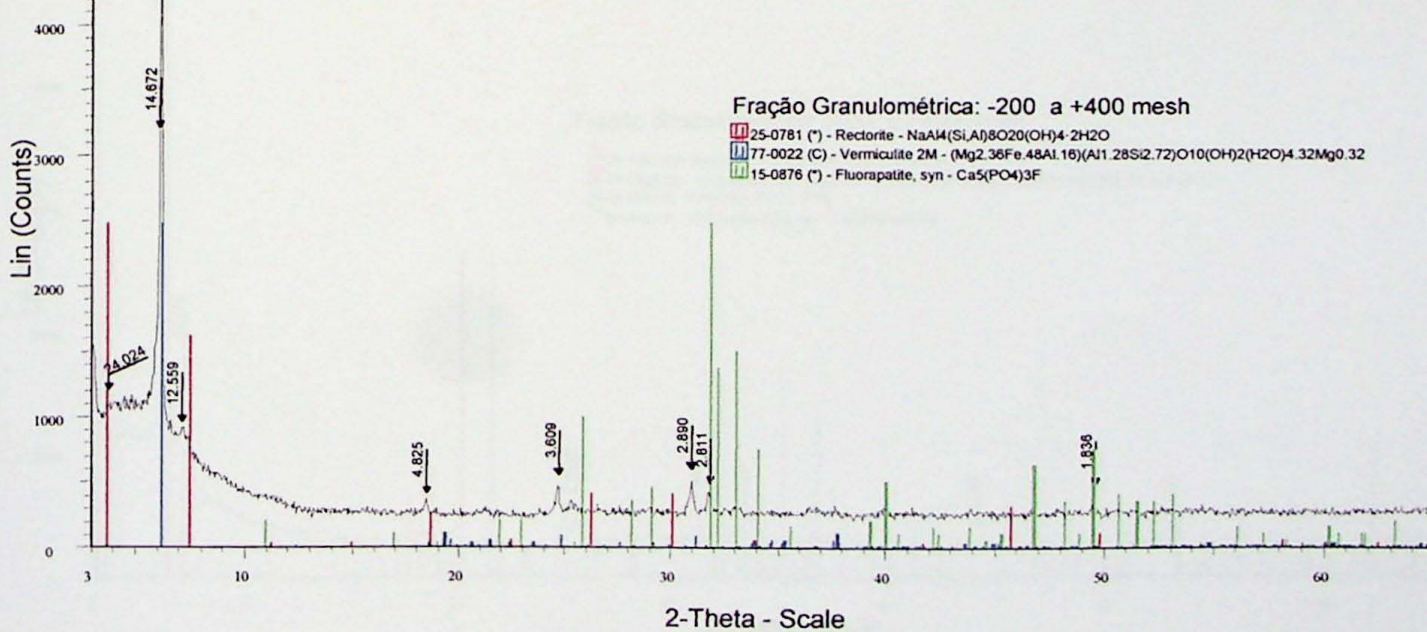 4000
3000
2000
1000
0
Lin (Counts)
14.672
24.024
12.559
4.825
3.609
2.890
2.811
1.836
Fração Granulométrica: -200 a +400 mesh
25-0781 (*) - Rectorite - NaAl4(Si,Al)8O20(OH)4·2H2O
77-0022 (C) - Vermiculite 2M - (Mg2.36Fe.48Al.16)(Al1.28Si2.72)O10(OH)2(H2O)4.32Mg0.32
15-0876 (*) - Fluorapatite, syn - Ca5(PO4)3F
3 10 20 30 40 50 60
2-Theta - Scale